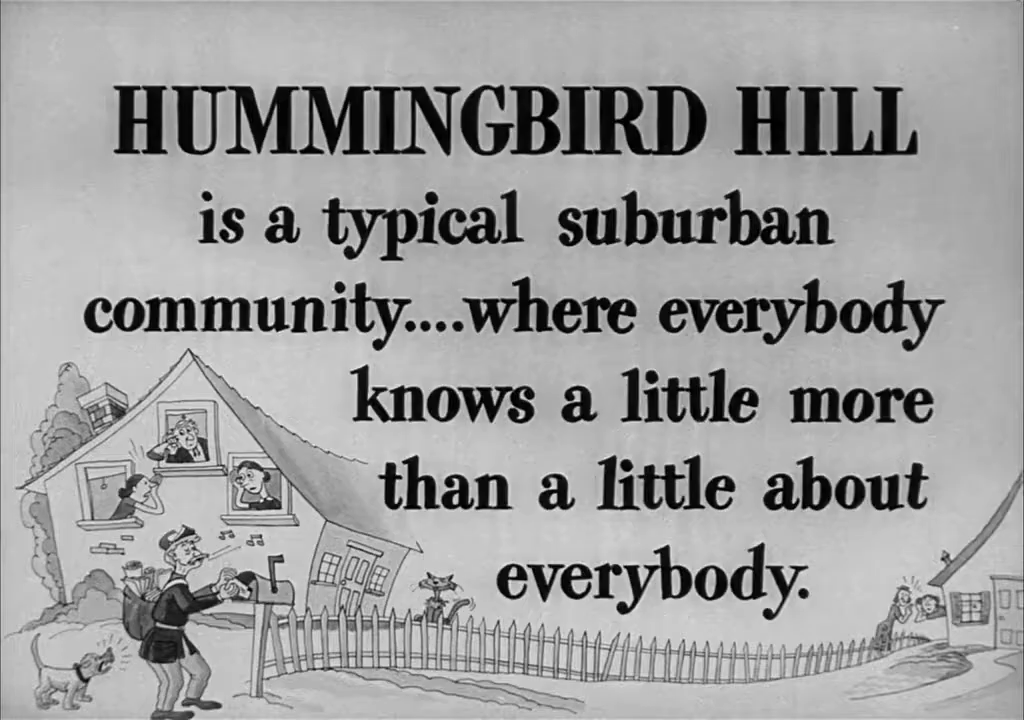 HUMMINGBIRD HILL
is a typical suburban
community....where everybody
knows a little more
than a little about
everybody.